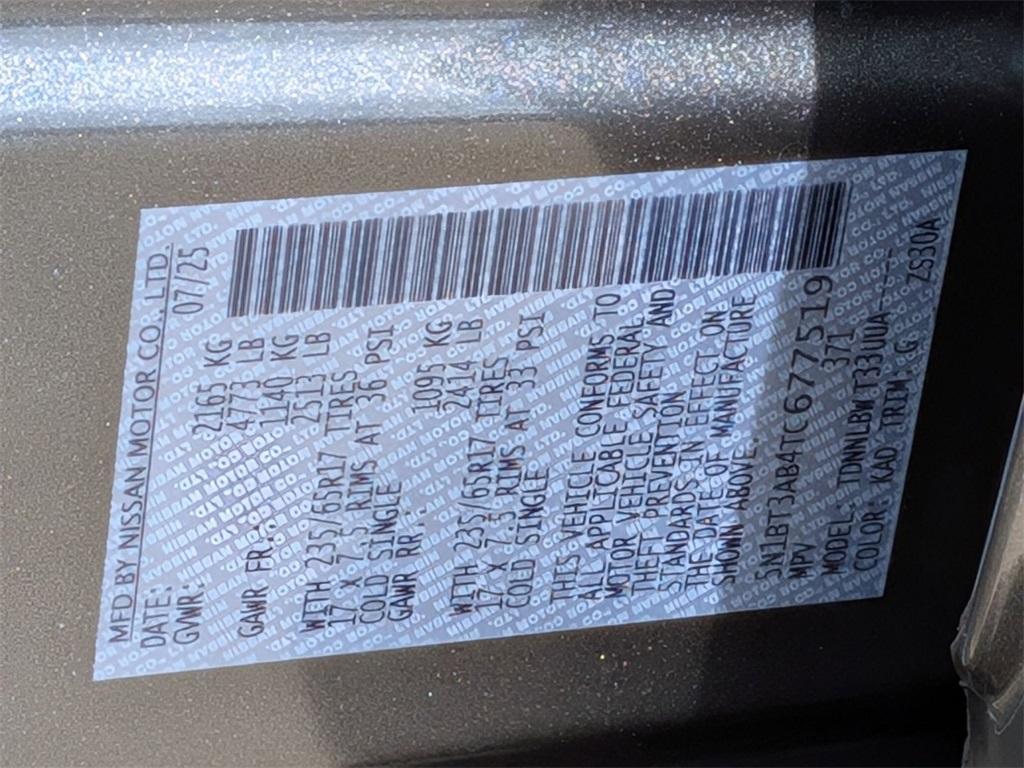 MFD BY NISSAN MOTOR CO., LTD.
DATE: 07/25
GVWR: 2165 KG
4773 LB
GAWR FR: 1140 KG
2513 LB
WITH 235/65R17 TIRES
17 X 7.5 RIMS AT 36 PSI
COLD SINGLE
GAWR RR: 1095 KG
2414 LB
WITH 235/65R17 TIRES
17 X 7.5 RIMS AT 33 PSI
COLD SINGLE
THIS VEHICLE CONFORMS TO
ALL APPLICABLE FEDERAL
MOTOR VEHICLE SAFETY AND
THEFT PREVENTION
STANDARDS IN EFFECT ON
THE DATE OF MANUFACTURE
SHOWN ABOVE.
5N1BT3AB4TC677519
MPV 371
MODEL: TDNNLBWT33UUA-----
COLOR: KAD TRIM: G ZS30A